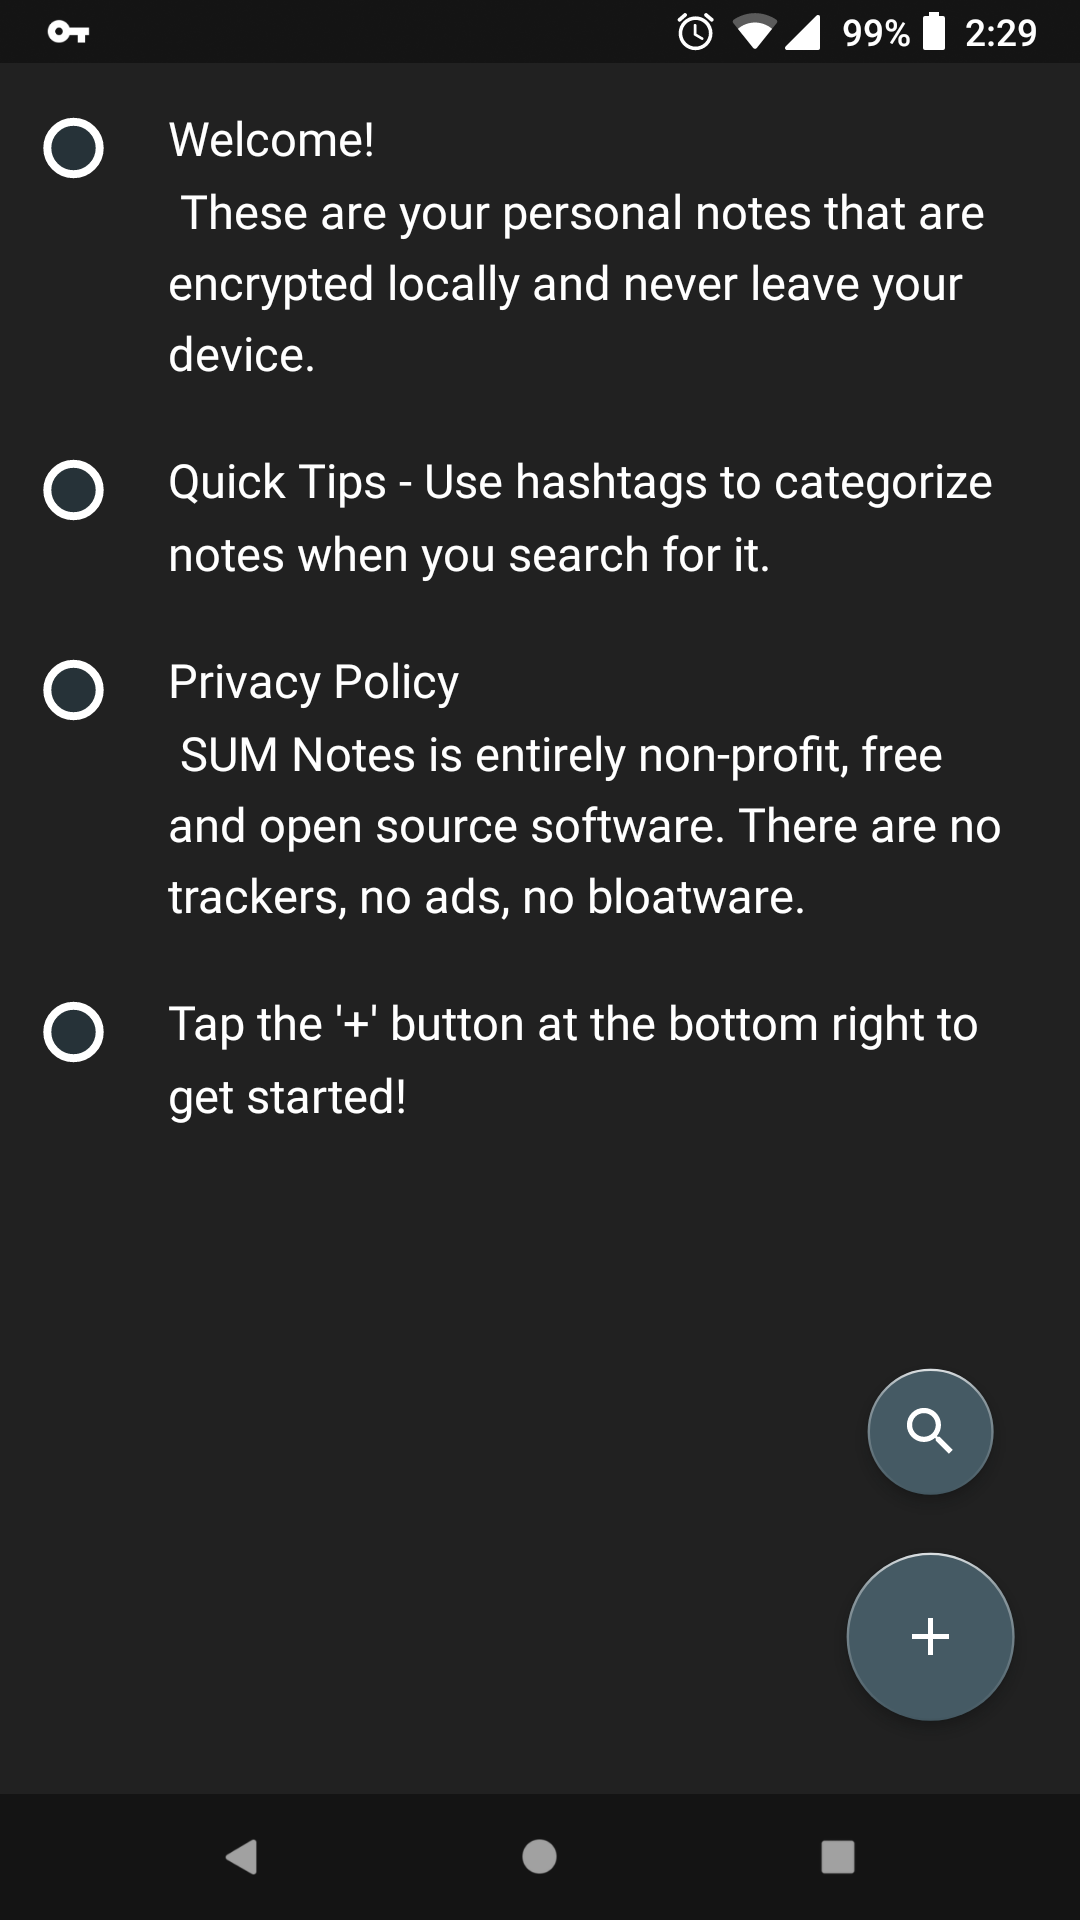 99% 2:29
Welcome!
These are your personal notes that are
encrypted locally and never leave your
device.
Quick Tips - Use hashtags to categorize
notes when you search for it.
Privacy Policy
SUM Notes is entirely non-profit, free
and open source software. There are no
trackers, no ads, no bloatware.
Tap the '+' button at the bottom right to
get started!